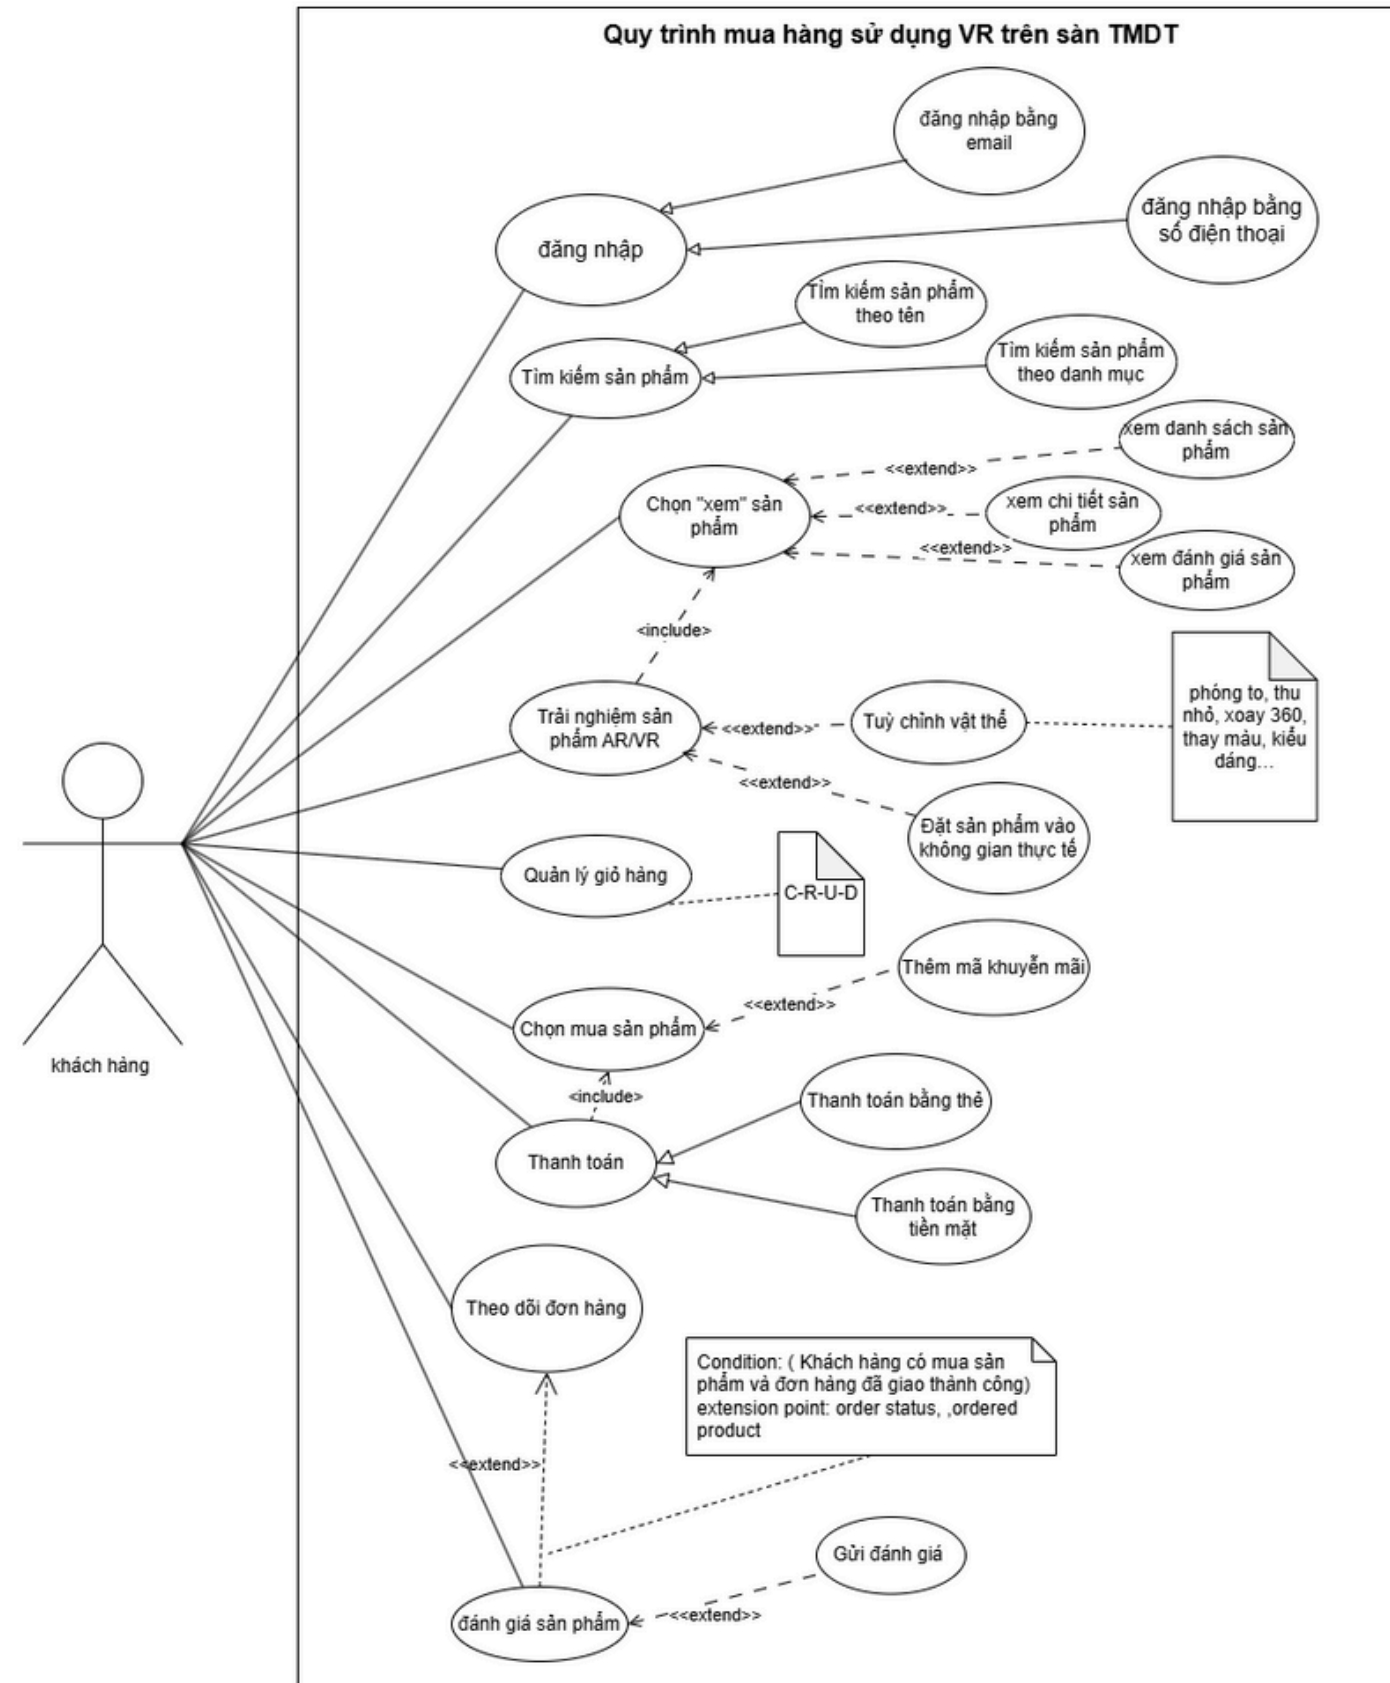 Quy trình mua hàng sử dụng VR trên sàn TMDT
đăng nhập bằng
email
đăng nhập bằng
số điện thoại
đăng nhập
Tìm kiếm sản phẩm
theo tên
Tìm kiếm sản phẩm
theo danh mục
Tìm kiếm sản phẩm
xem danh sách sản
phẩm
<<extend>>
Chọn "xem" sản
phẩm
<<extend>>
xem chi tiết sản
phẩm
<<extend>>
xem đánh giá sản
phẩm
<include>
Trải nghiệm sản
phẩm AR/VR
<<extend>>
Tuỳ chỉnh vật thể
phóng to, thu
nhỏ, xoay 360,
thay màu, kiểu
dáng...
<<extend>>
Đặt sản phẩm vào
không gian thực tế
Quản lý giỏ hàng
C-R-U-D
Thêm mã khuyễn mãi
<<extend>>
Chọn mua sản phẩm
khách hàng
<include>
Thanh toán bằng thẻ
Thanh toán
Thanh toán bằng
tiền mặt
Theo dõi đơn hàng
Condition: ( Khách hàng có mua sản
phẩm và đơn hàng đã giao thành công)
extension point: order status, ,ordered
product
<<extend>>
Gửi đánh giá
<<extend>>
đánh giá sản phẩm